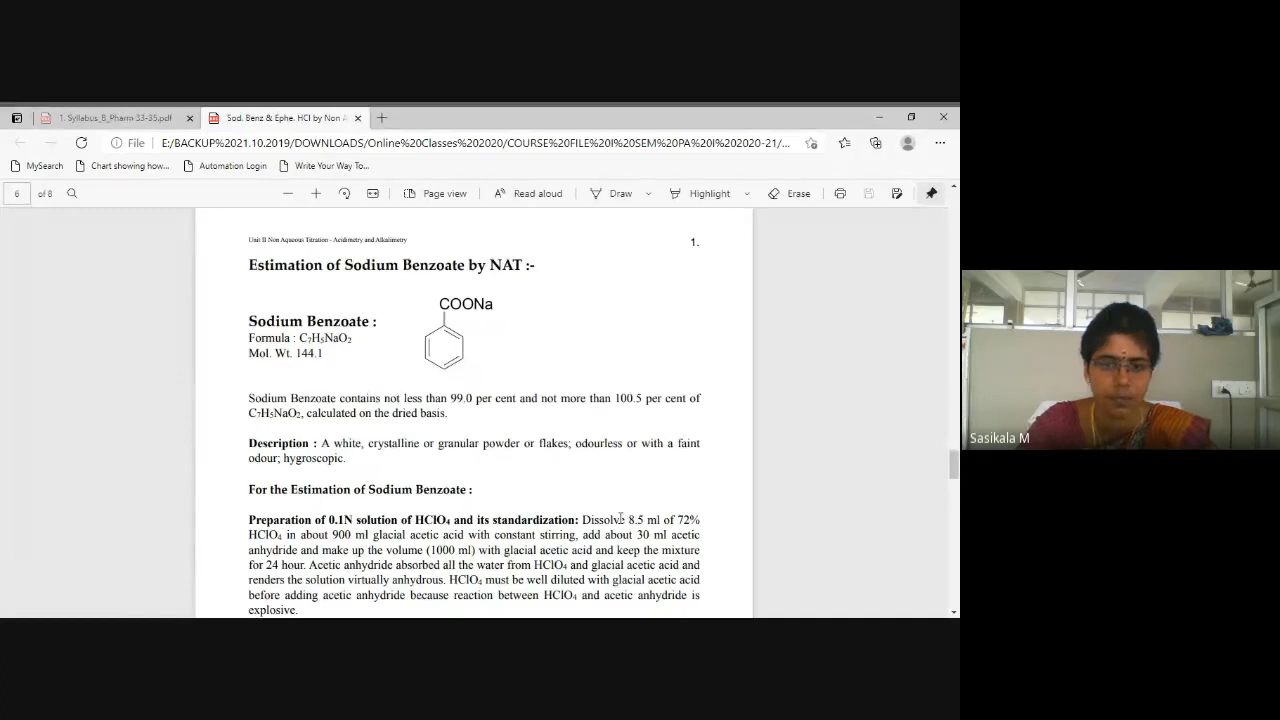 1. Syllabus_B_Pharm 33-35.pdf
Sod. Benz & Ephe. HCl by Non A
File
E:/BACKUP%2021.10.2019/DOWNLOADS/Online%20Classes%202020/COURSE%20FILE%20I%20SEM%20PA%20I%202020-21/...
MySearch
Chart showing how...
Automation Login
Write Your Way To...
6 of 8
Page view
Read aloud
Draw
Highlight
Erase
Unit II Non Aqueous Titration - Acidimetry and Alkalimetry
1.
Estimation of Sodium Benzoate by NAT :-
COONa
Sodium Benzoate :
Formula : C₇H₅NaO₂
Mol. Wt. 144.1
Sodium Benzoate contains not less than 99.0 per cent and not more than 100.5 per cent of
C₇H₅NaO₂, calculated on the dried basis.
Description : A white, crystalline or granular powder or flakes; odourless or with a faint
odour; hygroscopic.
For the Estimation of Sodium Benzoate :
Preparation of 0.1N solution of HClO₄ and its standardization: Dissolve 8.5 ml of 72%
HClO₄ in about 900 ml glacial acetic acid with constant stirring, add about 30 ml acetic
anhydride and make up the volume (1000 ml) with glacial acetic acid and keep the mixture
for 24 hour. Acetic anhydride absorbed all the water from HClO₄ and glacial acetic acid and
renders the solution virtually anhydrous. HClO₄ must be well diluted with glacial acetic acid
before adding acetic anhydride because reaction between HClO₄ and acetic anhydride is
explosive.
Sasikala M